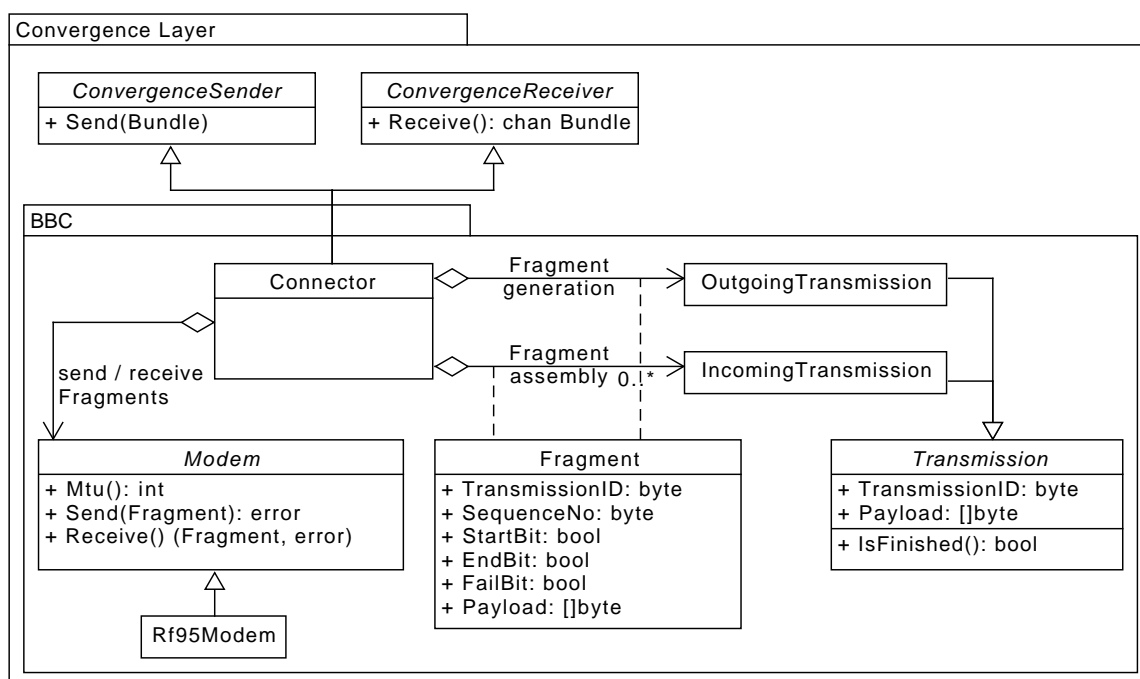 Convergence Layer
ConvergenceSender
+ Send(Bundle)
ConvergenceReceiver
+ Receive(): chan Bundle
BBC
Connector
Fragment
generation
OutgoingTransmission
Fragment
assembly 0..*
IncomingTransmission
send / receive
Fragments
Modem
+ Mtu(): int
+ Send(Fragment): error
+ Receive() (Fragment, error)
Rf95Modem
Fragment
+ TransmissionID: byte
+ SequenceNo: byte
+ StartBit: bool
+ EndBit: bool
+ FailBit: bool
+ Payload: []byte
Transmission
+ TransmissionID: byte
+ Payload: []byte
+ IsFinished(): bool